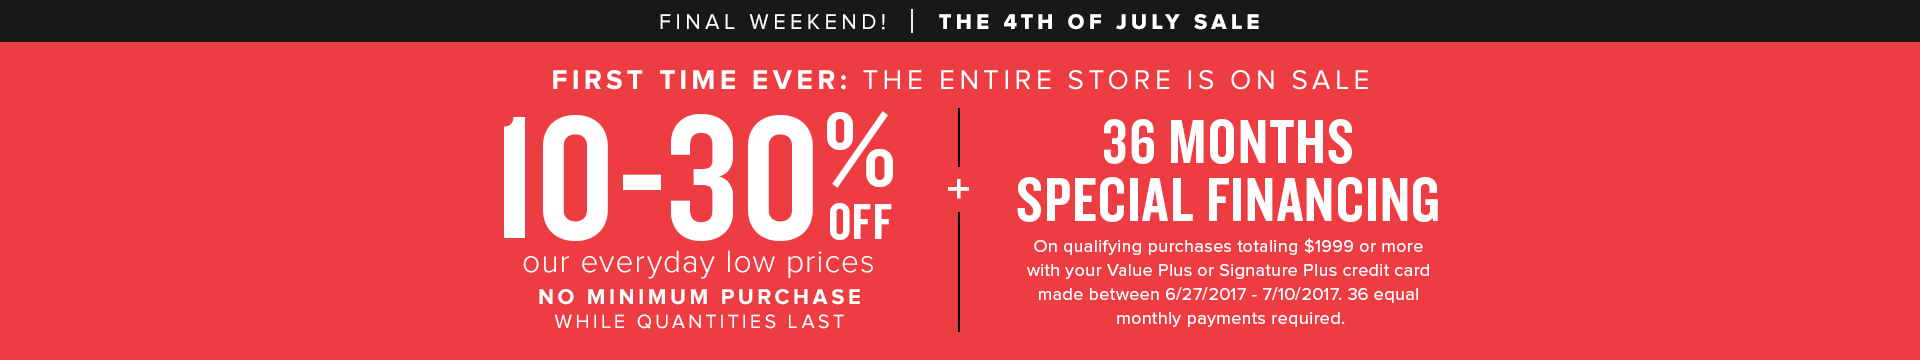 FINAL WEEKEND! | THE 4TH OF JULY SALE
FIRST TIME EVER: THE ENTIRE STORE IS ON SALE
10-30% OFF
our everyday low prices
NO MINIMUM PURCHASE
WHILE QUANTITIES LAST
+
36 MONTHS
SPECIAL FINANCING
On qualifying purchases totaling $1999 or more
with your Value Plus or Signature Plus credit card
made between 6/27/2017 - 7/10/2017. 36 equal
monthly payments required.